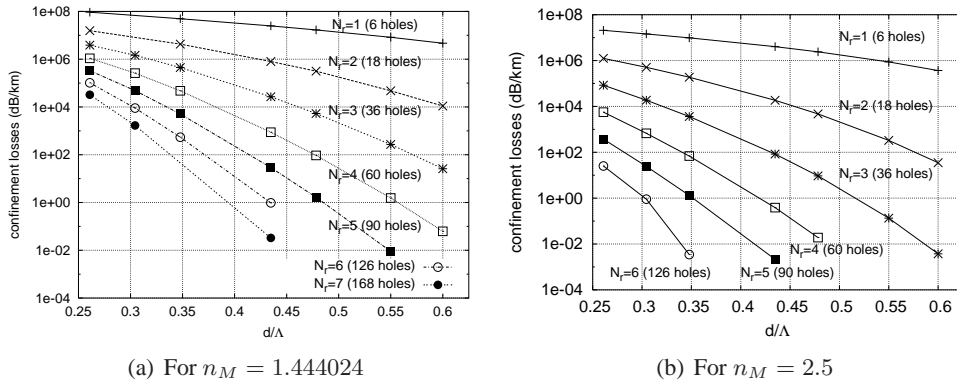 1e+08
1e+06
1e+04
1e+02
1e+00
1e-02
1e-04
confinement losses (dB/km)
N_r=1 (6 holes)
N_r=2 (18 holes)
N_r=3 (36 holes)
N_r=4 (60 holes)
N_r=5 (90 holes)
N_r=6 (126 holes)
N_r=7 (168 holes)
0.25 0.3 0.35 0.4 0.45 0.5 0.55 0.6
d/Λ
(a) For n_M = 1.444024
1e+08
1e+06
1e+04
1e+02
1e+00
1e-02
1e-04
confinement losses (dB/km)
N_r=1 (6 holes)
N_r=2 (18 holes)
N_r=3 (36 holes)
N_r=4 (60 holes)
N_r=5 (90 holes)
N_r=6 (126 holes)
0.25 0.3 0.35 0.4 0.45 0.5 0.55 0.6
d/Λ
(b) For n_M = 2.5